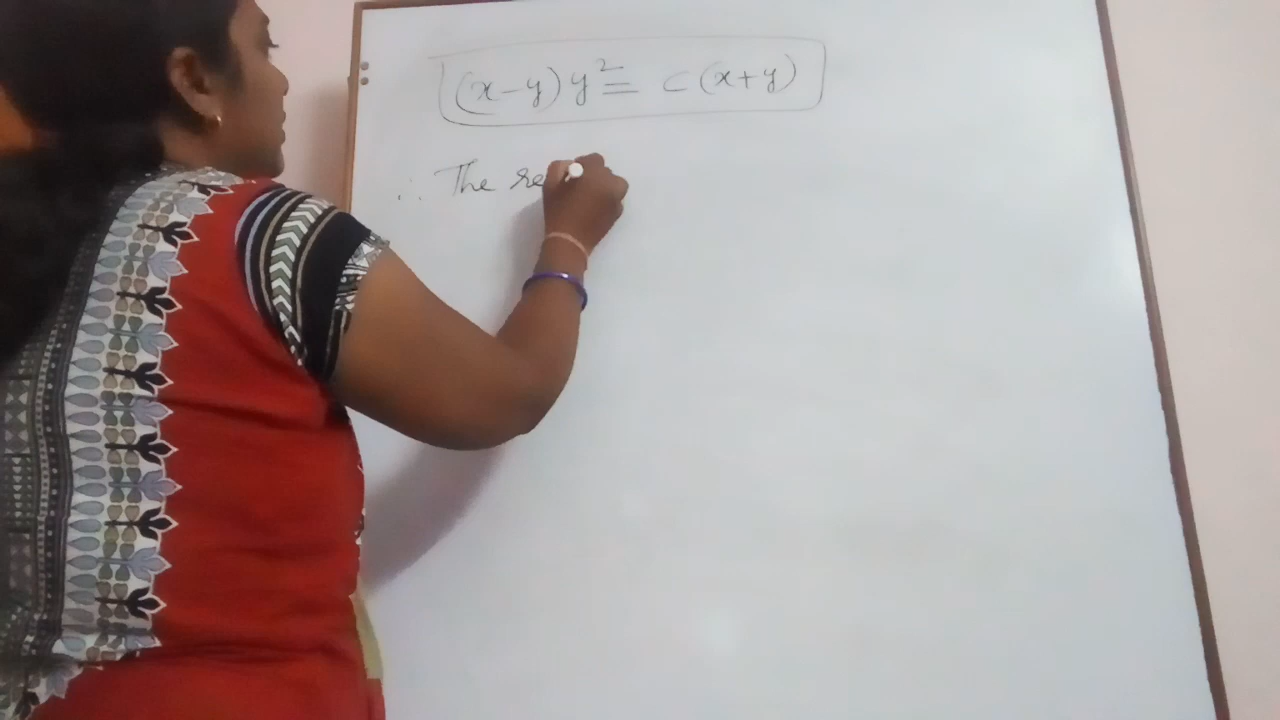 (x-y) y² = c (x+y)
∴ The re